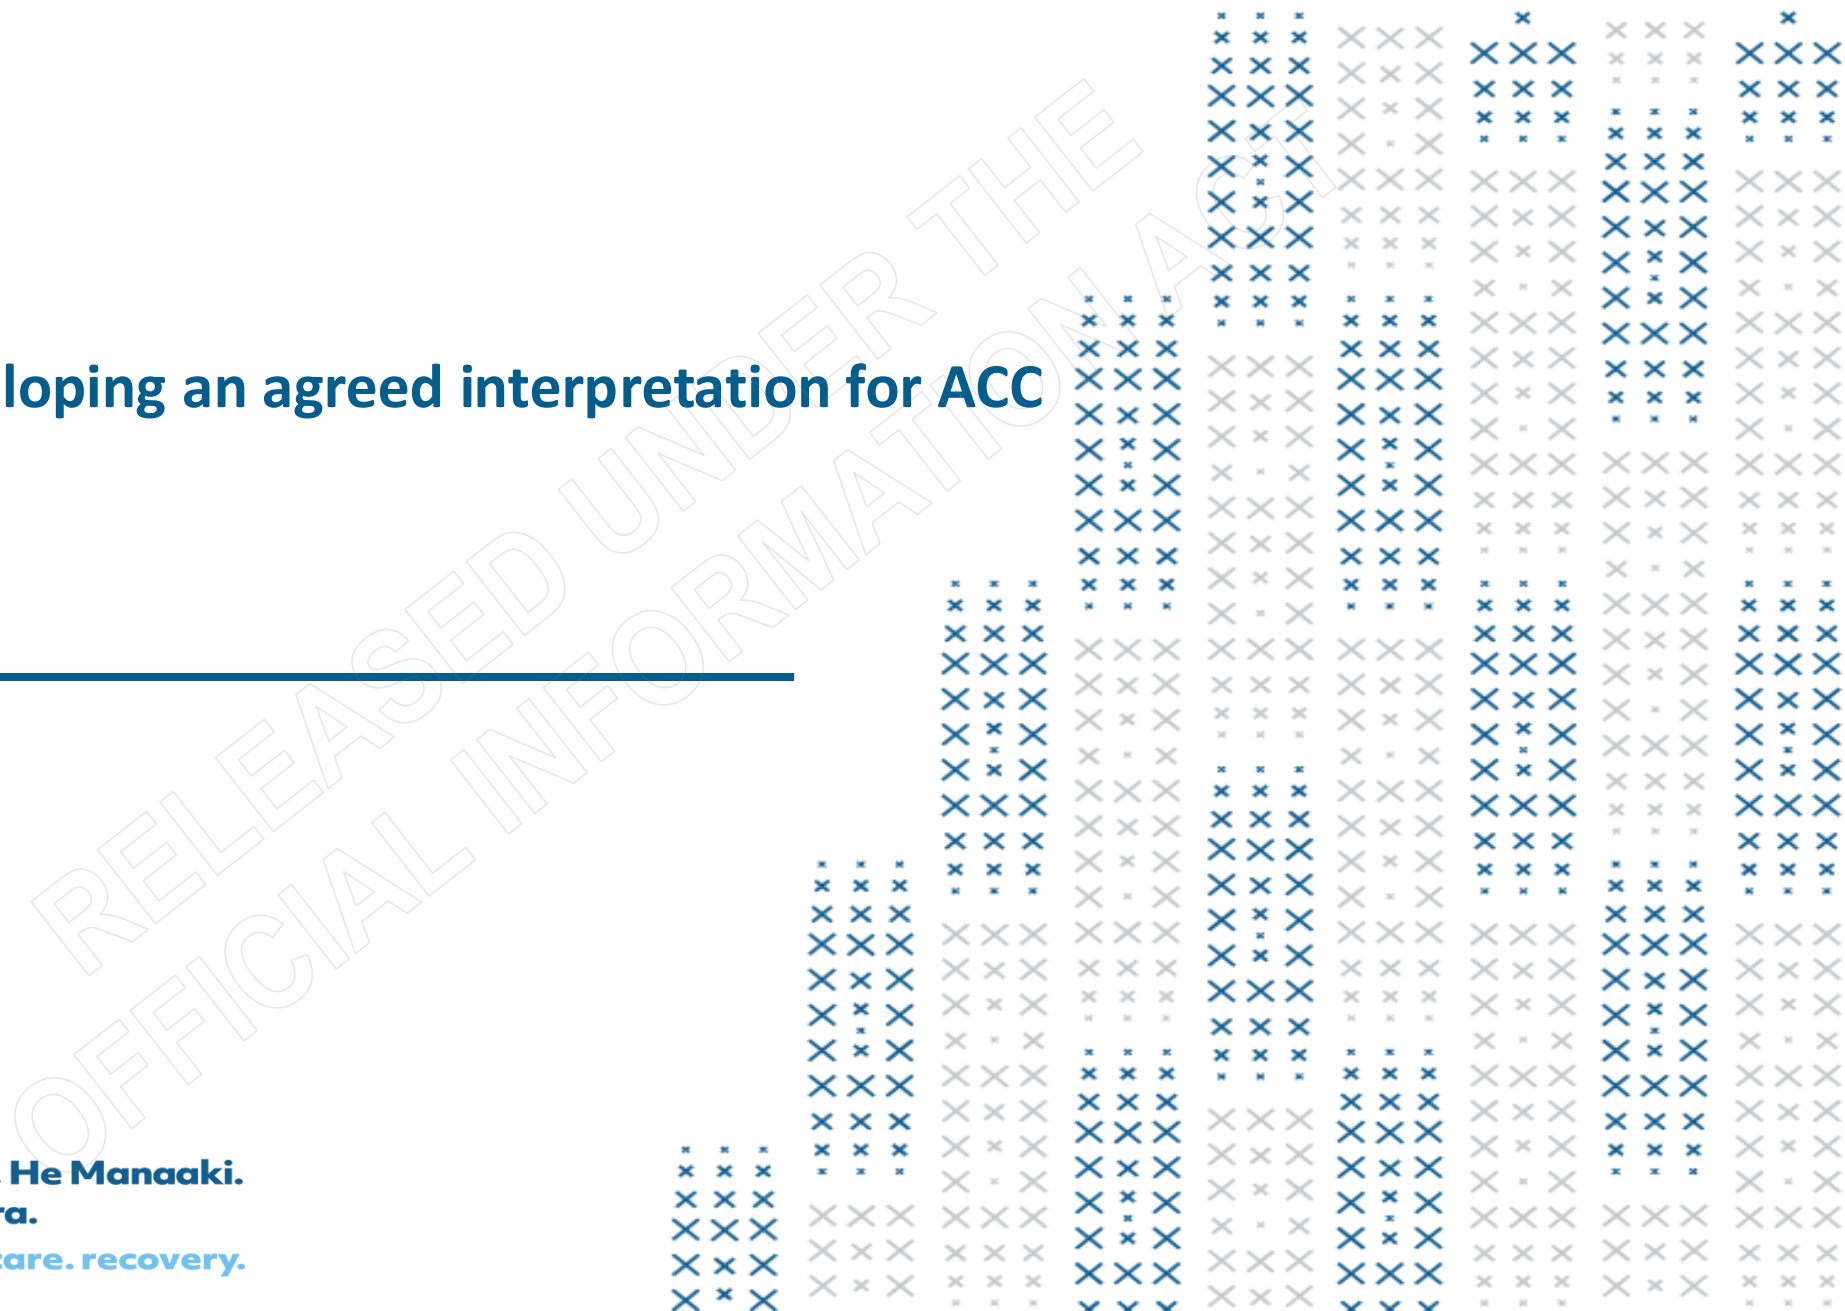 loping an agreed interpretation for ACC
RELEASED UNDER THE
OFFICIAL INFORMATION ACT
. He Manaaki.
ra.
care. recovery.